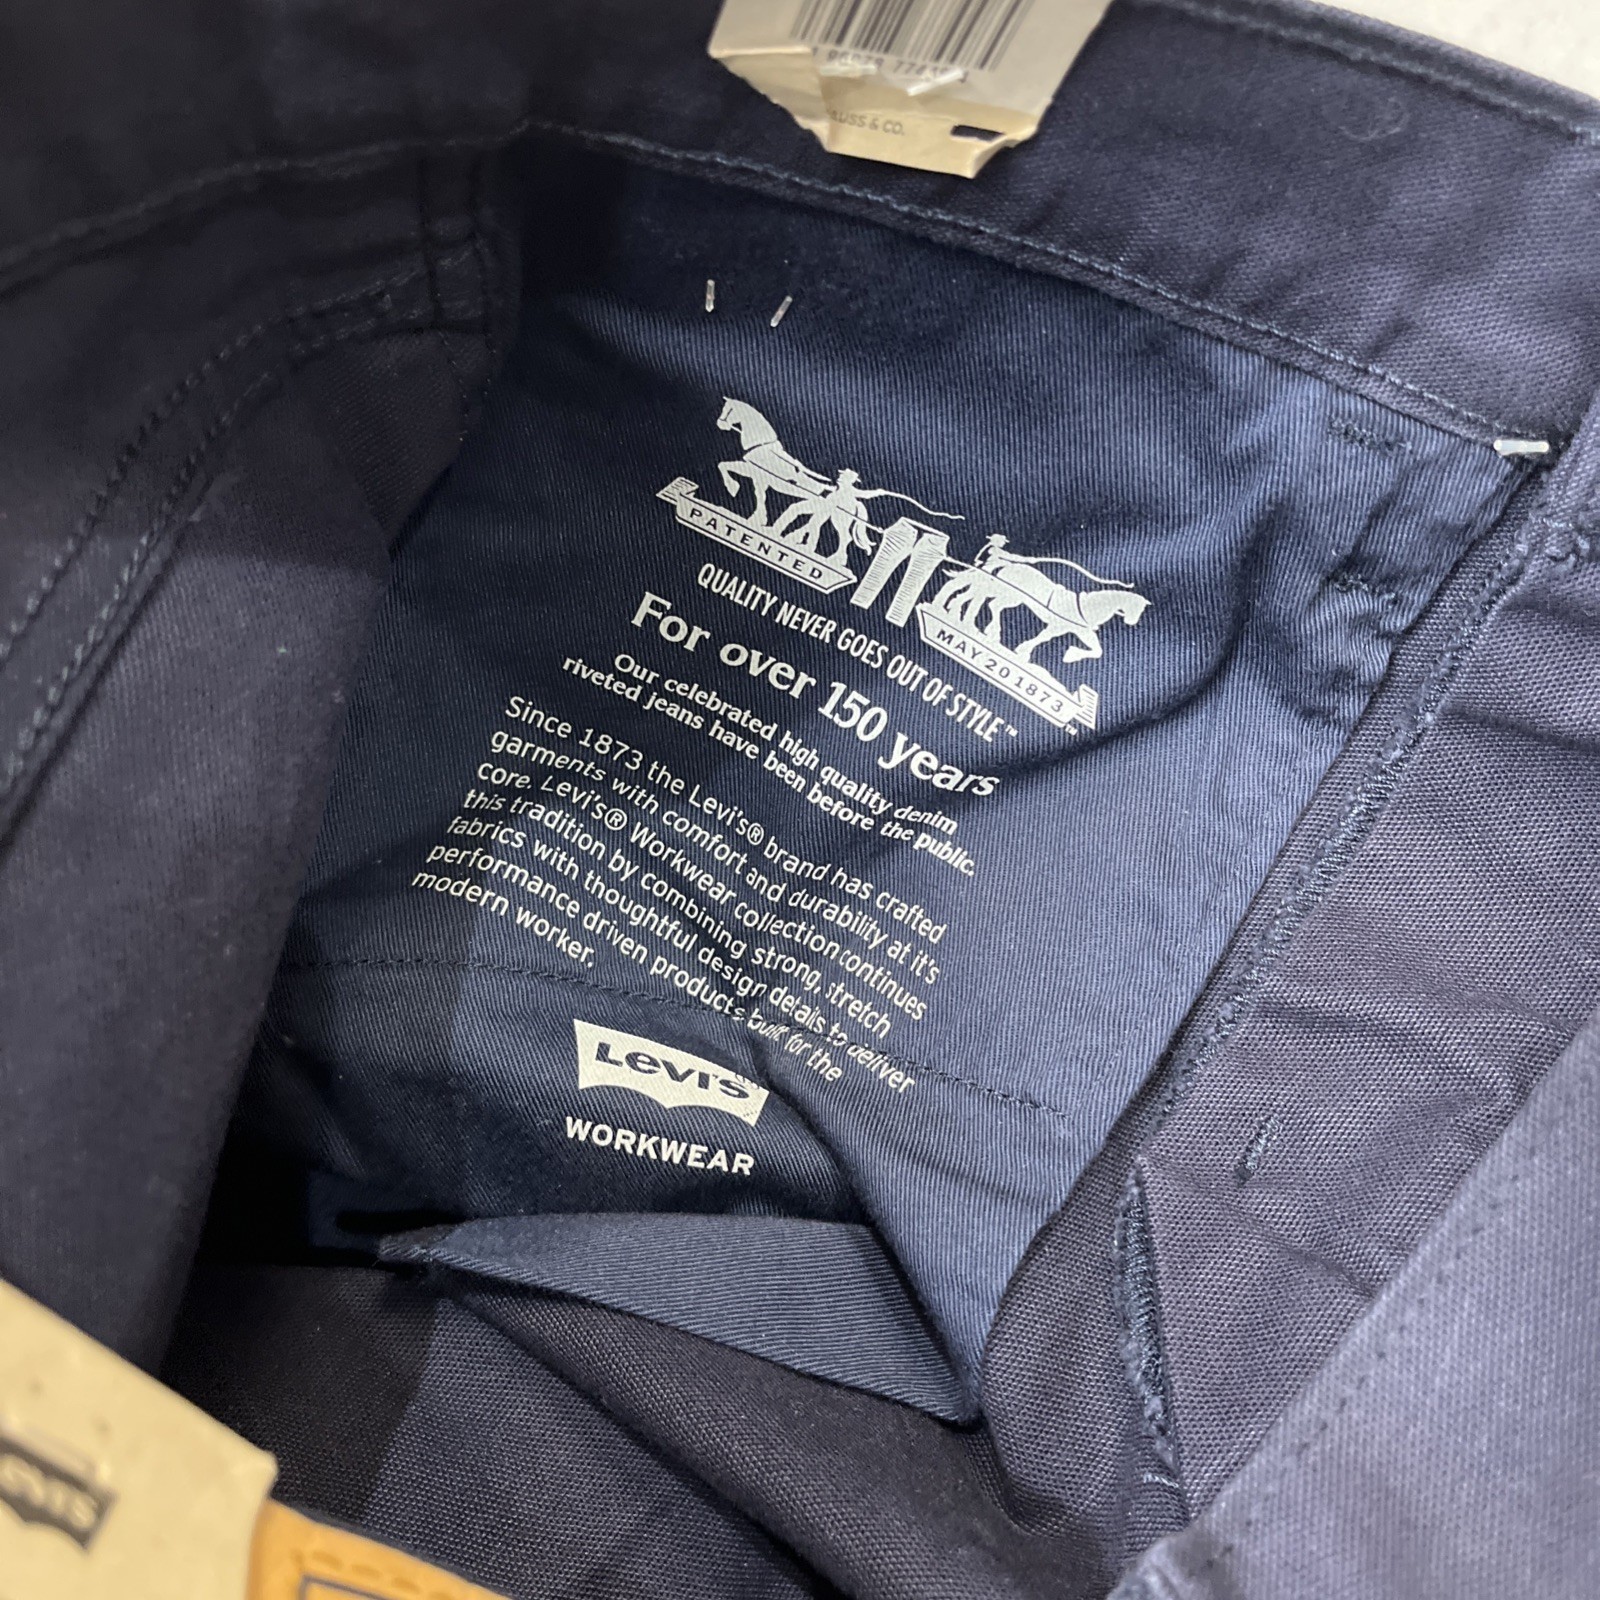 AUSS & CO.
PATENTED
MAY 20 1873
QUALITY NEVER GOES OUT OF STYLE™
For over 150 years
Our celebrated high quality denim
riveted jeans have been before the public.
Since 1873 the Levi's® brand has crafted
garments with comfort and durability at it's
core. Levi's® Workwear collection continues
this tradition by combining strong, stretch
fabrics with thoughtful design details to deliver
performance driven products built for the
modern worker.
Levi's
WORKWEAR